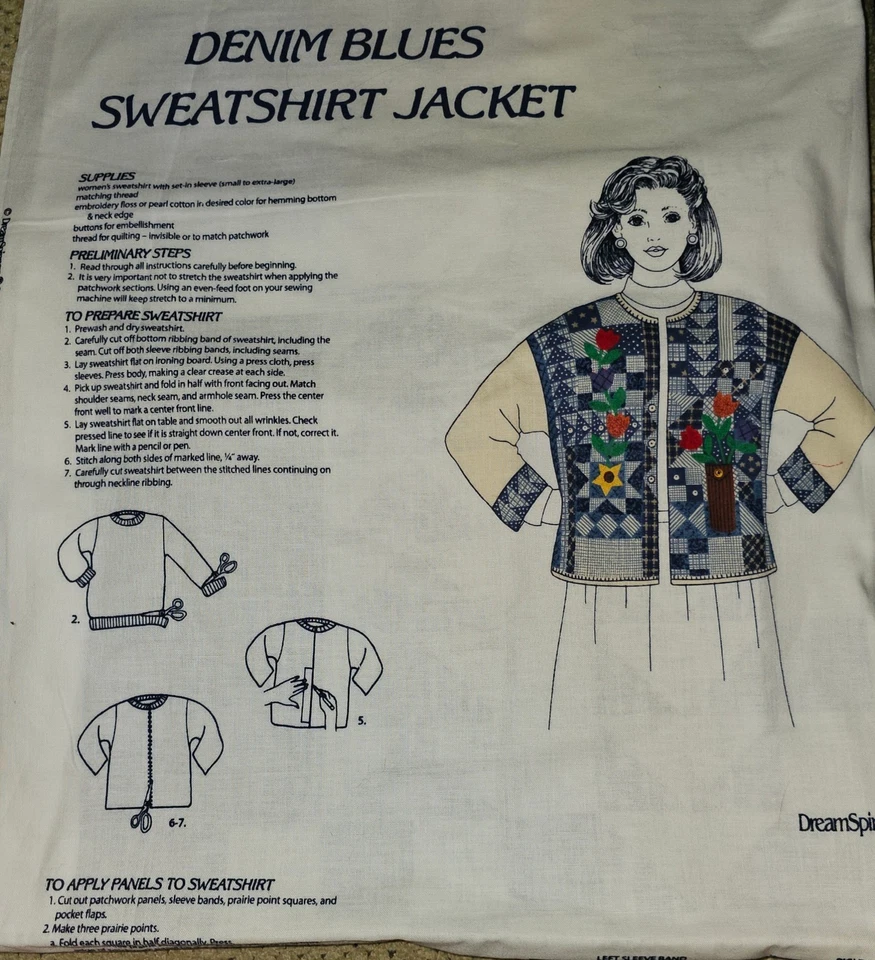 DENIM BLUES
SWEATSHIRT JACKET
SUPPLIES
women's sweatshirt with set-in sleeve (small to extra-large)
matching thread
embroidery floss or pearl cotton in desired color for hemming bottom
& neck edge
buttons for embellishment
thread for quilting – invisible or to match patchwork
PRELIMINARY STEPS
1. Read through all instructions carefully before beginning.
2. It is very important not to stretch the sweatshirt when applying the
patchwork sections. Using an even-feed foot on your sewing
machine will keep stretch to a minimum.
TO PREPARE SWEATSHIRT
1. Prewash and dry sweatshirt.
2. Carefully cut off bottom ribbing band of sweatshirt, including the
seam. Cut off both sleeve ribbing bands, including seams.
3. Lay sweatshirt flat on ironing board. Using a press cloth, press
sleeves. Press body, making a clear crease at each side.
4. Pick up sweatshirt and fold in half with front facing out. Match
shoulder seams, neck seam, and armhole seam. Press the center
front well to mark a center front line.
5. Lay sweatshirt flat on table and smooth out all wrinkles. Check
pressed line to see if it is straight down center front. If not, correct it.
Mark line with a pencil or pen.
6. Stitch along both sides of marked line, ¼" away.
7. Carefully cut sweatshirt between the stitched lines continuing on
through neckline ribbing.
2.
5.
6-7.
DreamSpi
TO APPLY PANELS TO SWEATSHIRT
1. Cut out patchwork panels, sleeve bands, prairie point squares, and
pocket flaps.
2. Make three prairie points.
a. Fold each square in half diagonally. Press
LEFT SLEEVE BAND